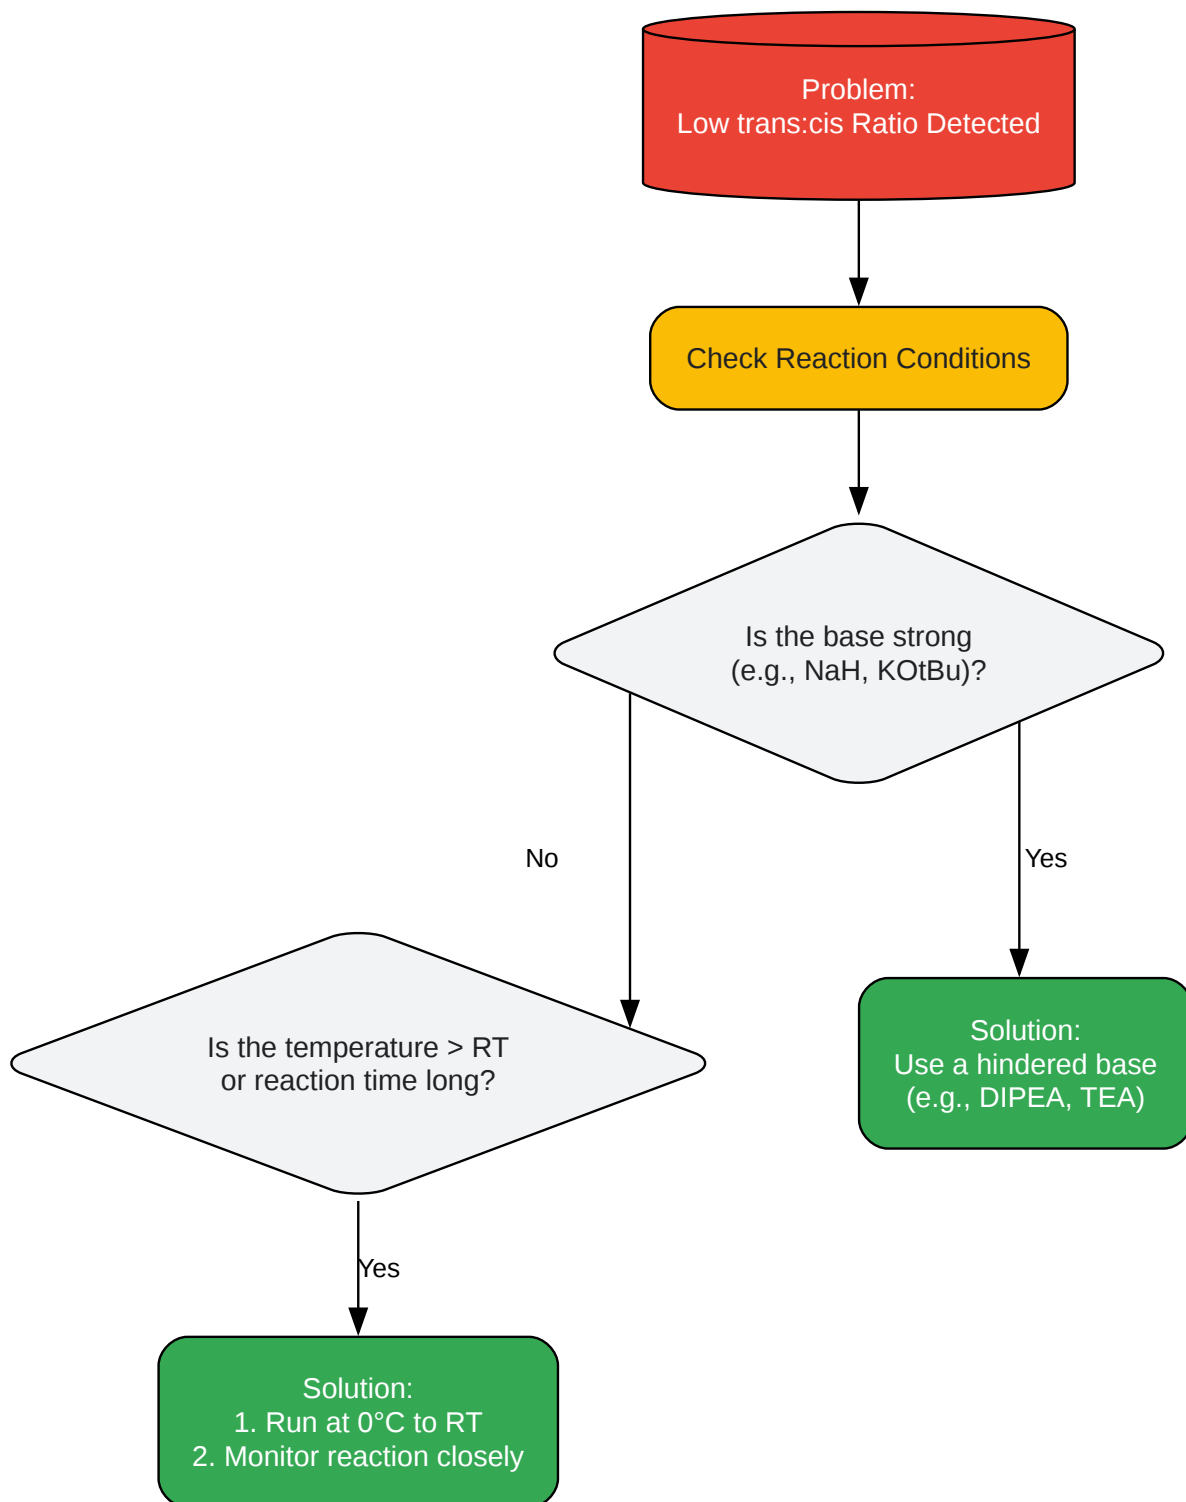 Problem:
Low trans:cis Ratio Detected
Check Reaction Conditions
Is the base strong
(e.g., NaH, KOtBu)?
No
Yes
Is the temperature > RT
or reaction time long?
Solution:
Use a hindered base
(e.g., DIPEA, TEA)
Yes
Solution:
1. Run at 0°C to RT
2. Monitor reaction closely